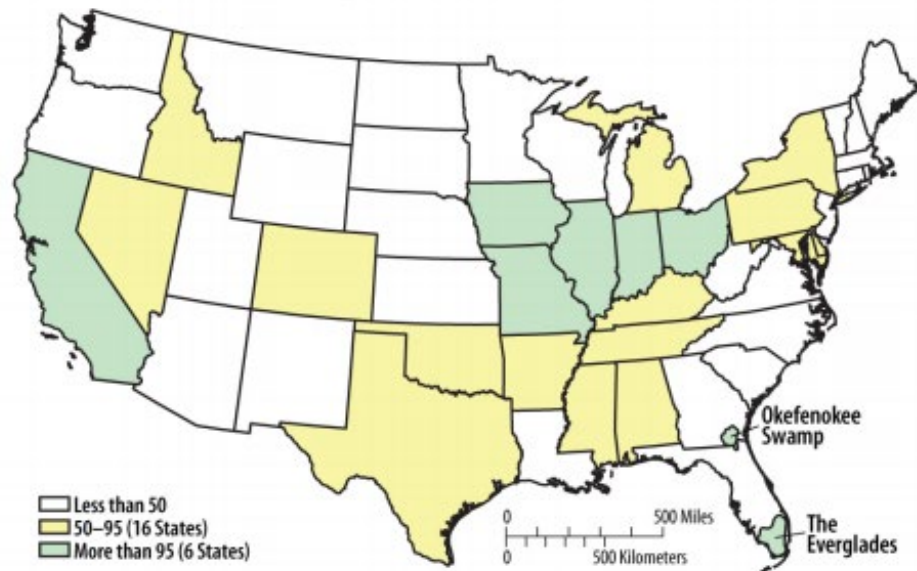 Okefenokee
Swamp
Less than 50
50–95 (16 States)
More than 95 (6 States)
0 500 Miles
0 500 Kilometers
The
Everglades